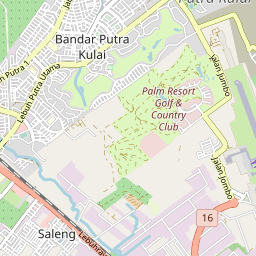 Putra Kulai
Bandar Putra
Kulai
Putra 1
Lebuh Putra Utama
Jalan Jumbo
Palm Resort
Golf &
Country
Club
Jalan Jumbo
16
Saleng
Lebuhra